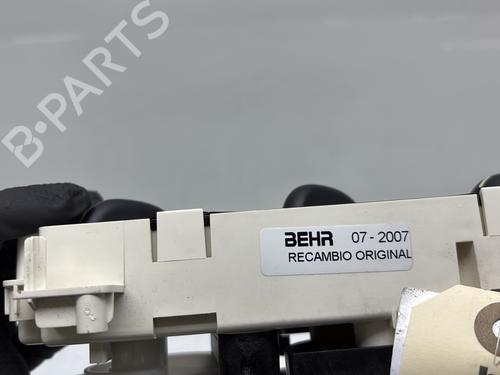 B-PARTS
BEHR 07 - 2007
RECAMBIO ORIGINAL